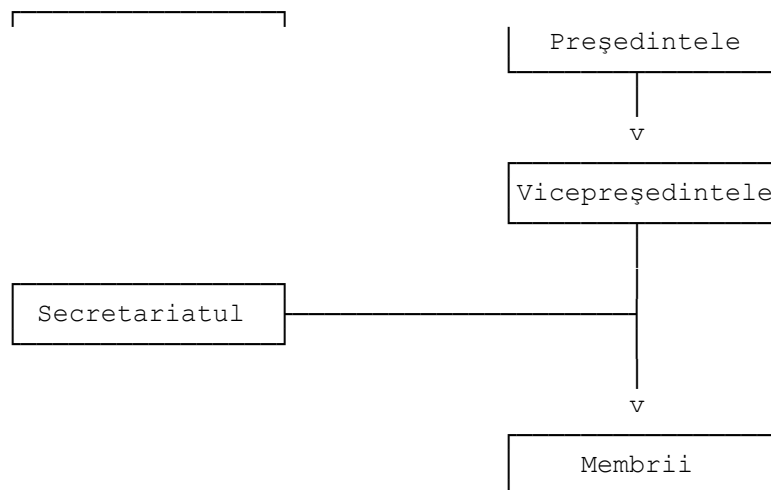 Preşedintele
v
Vicepreşedintele
Secretariatul
v
Membrii